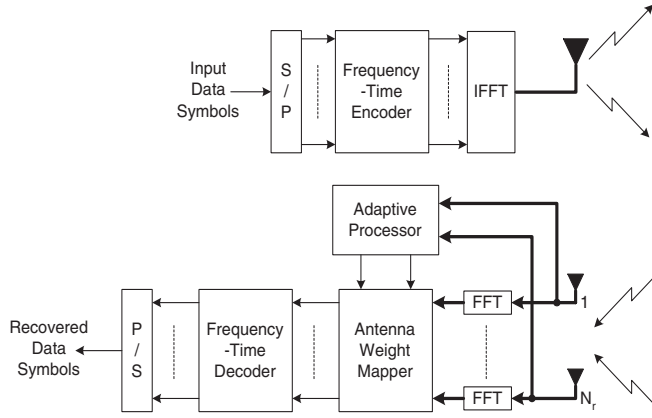 Input
Data
Symbols
S
/
P
Frequency
-Time
Encoder
IFFT
Adaptive
Processor
Recovered
Data
Symbols
P
/
S
Frequency
-Time
Decoder
Antenna
Weight
Mapper
FFT
1
FFT
Nr